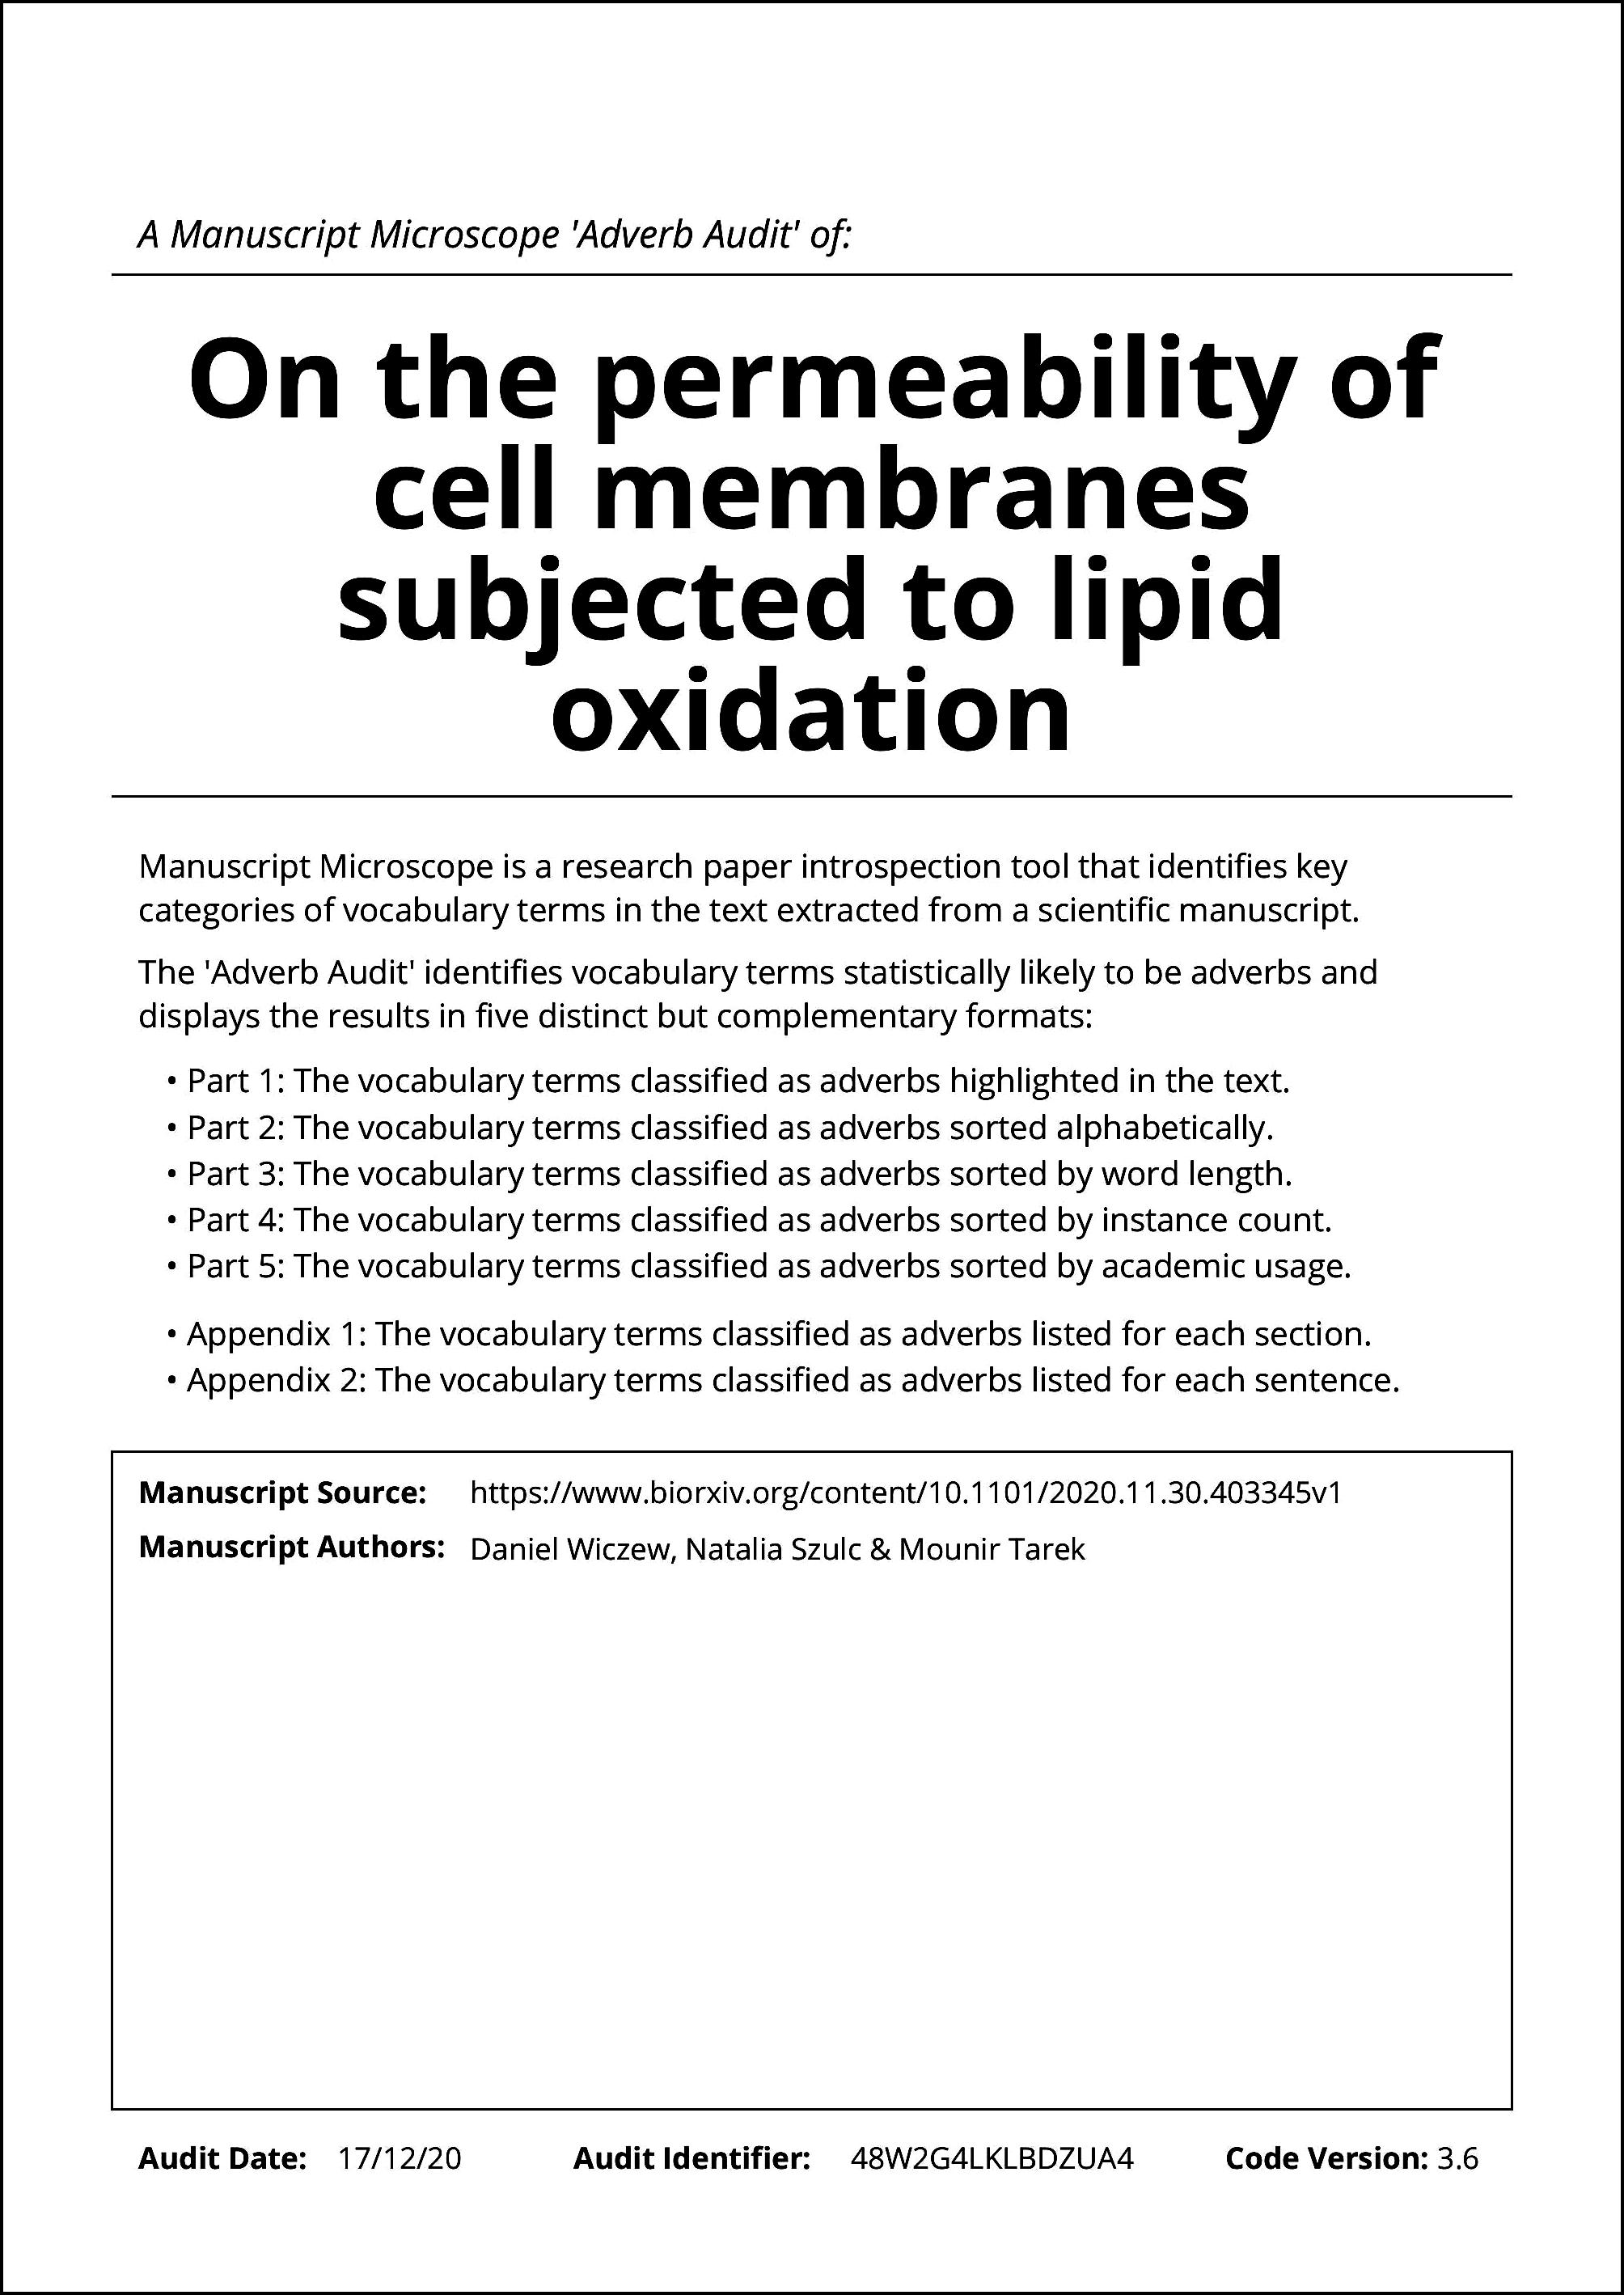 A Manuscript Microscope 'Adverb Audit' of:
On the permeability of
cell membranes
subjected to lipid
oxidation
Manuscript Microscope is a research paper introspection tool that identifies key
categories of vocabulary terms in the text extracted from a scientific manuscript.
The 'Adverb Audit' identifies vocabulary terms statistically likely to be adverbs and
displays the results in five distinct but complementary formats:
• Part 1: The vocabulary terms classified as adverbs highlighted in the text.
• Part 2: The vocabulary terms classified as adverbs sorted alphabetically.
• Part 3: The vocabulary terms classified as adverbs sorted by word length.
• Part 4: The vocabulary terms classified as adverbs sorted by instance count.
• Part 5: The vocabulary terms classified as adverbs sorted by academic usage.
• Appendix 1: The vocabulary terms classified as adverbs listed for each section.
• Appendix 2: The vocabulary terms classified as adverbs listed for each sentence.
Manuscript Source: https://www.biorxiv.org/content/10.1101/2020.11.30.403345v1
Manuscript Authors: Daniel Wiczew, Natalia Szulc & Mounir Tarek
Audit Date: 17/12/20 Audit Identifier: 48W2G4LKLBDZUA4 Code Version: 3.6